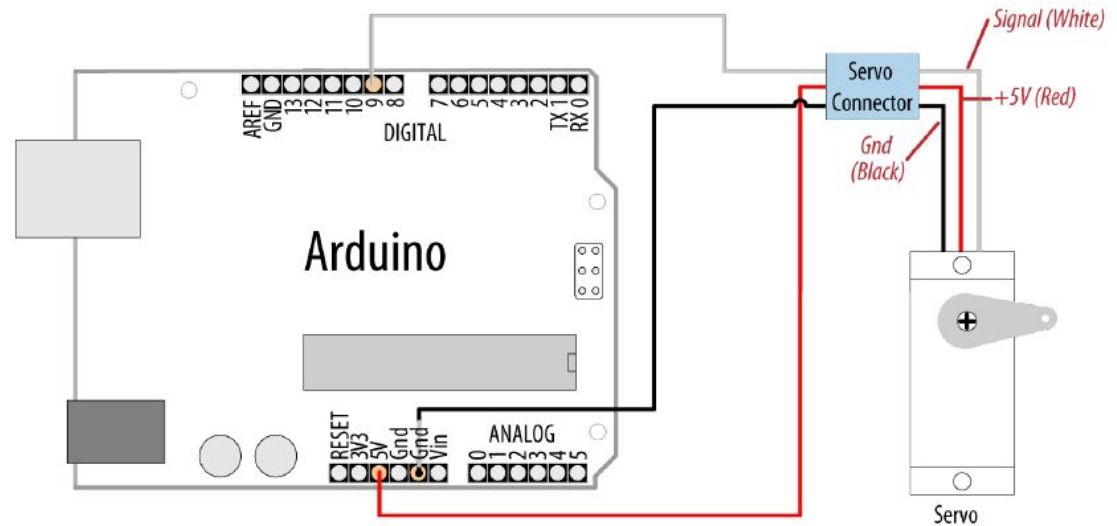 Signal (White)
Servo
Connector
+5V (Red)
Gnd
(Black)
AREF
GND
13
12
11
10
9
8
7
6
5
4
3
2
TX 1
RX 0
DIGITAL
Arduino
RESET
3V3
5V
Gnd
Gnd
Vin
ANALOG
0
1
2
3
4
5
Servo